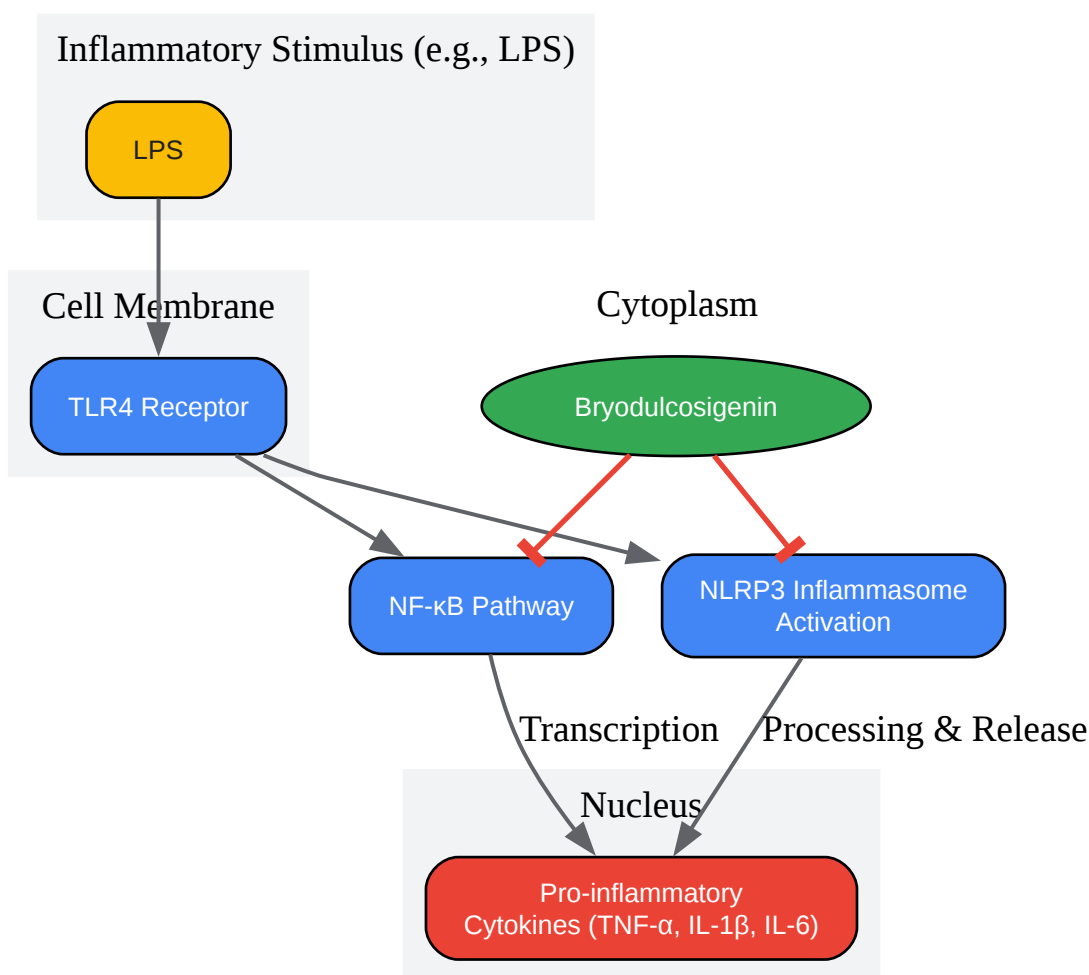 Inflammatory Stimulus (e.g., LPS)
LPS
Cell Membrane
Cytoplasm
TLR4 Receptor
Bryodulcosigenin
NF-κB Pathway
NLRP3 Inflammasome
Activation
Transcription
Processing & Release
Nucleus
Pro-inflammatory
Cytokines (TNF-α, IL-1β, IL-6)